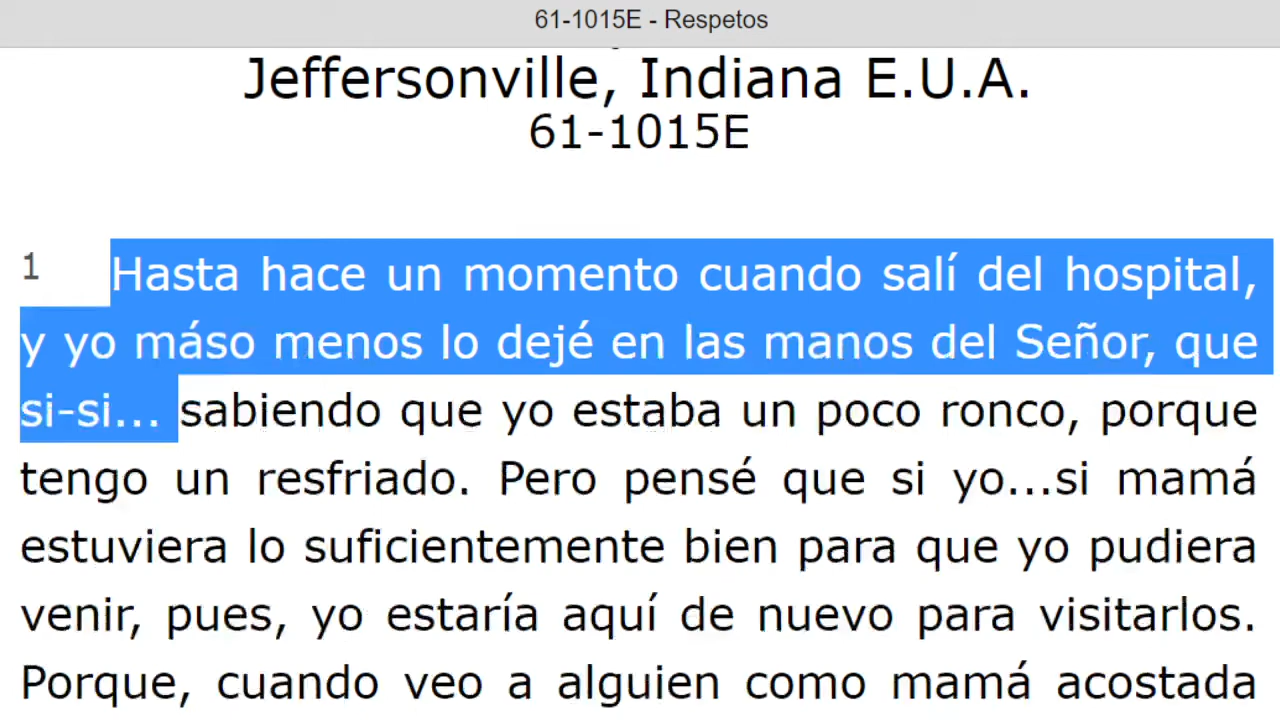 61-1015E - Respetos
Jeffersonville, Indiana E.U.A.
61-1015E
1 Hasta hace un momento cuando salí del hospital,
y yo máso menos lo dejé en las manos del Señor, que
si-si... sabiendo que yo estaba un poco ronco, porque
tengo un resfriado. Pero pensé que si yo...si mamá
estuviera lo suficientemente bien para que yo pudiera
venir, pues, yo estaría aquí de nuevo para visitarlos.
Porque, cuando veo a alguien como mamá acostada